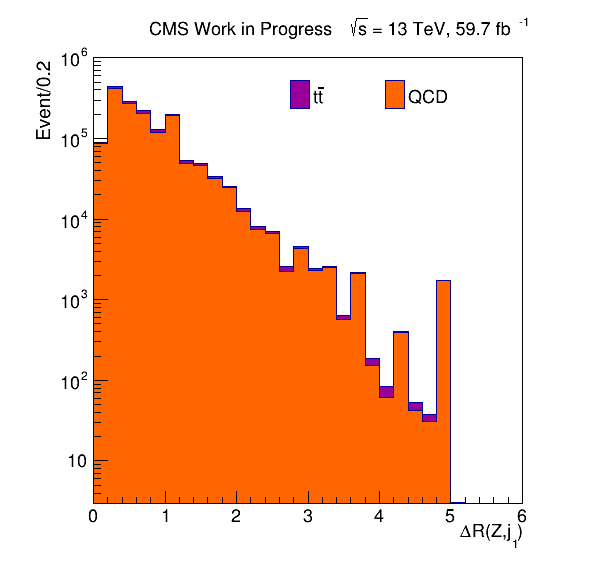 CMS Work in Progress √s = 13 TeV, 59.7 fb⁻¹
Event/0.2
10⁶
10⁵
10⁴
10³
10²
10
tt̄
QCD
0 1 2 3 4 5 6
ΔR(Z,j₁)